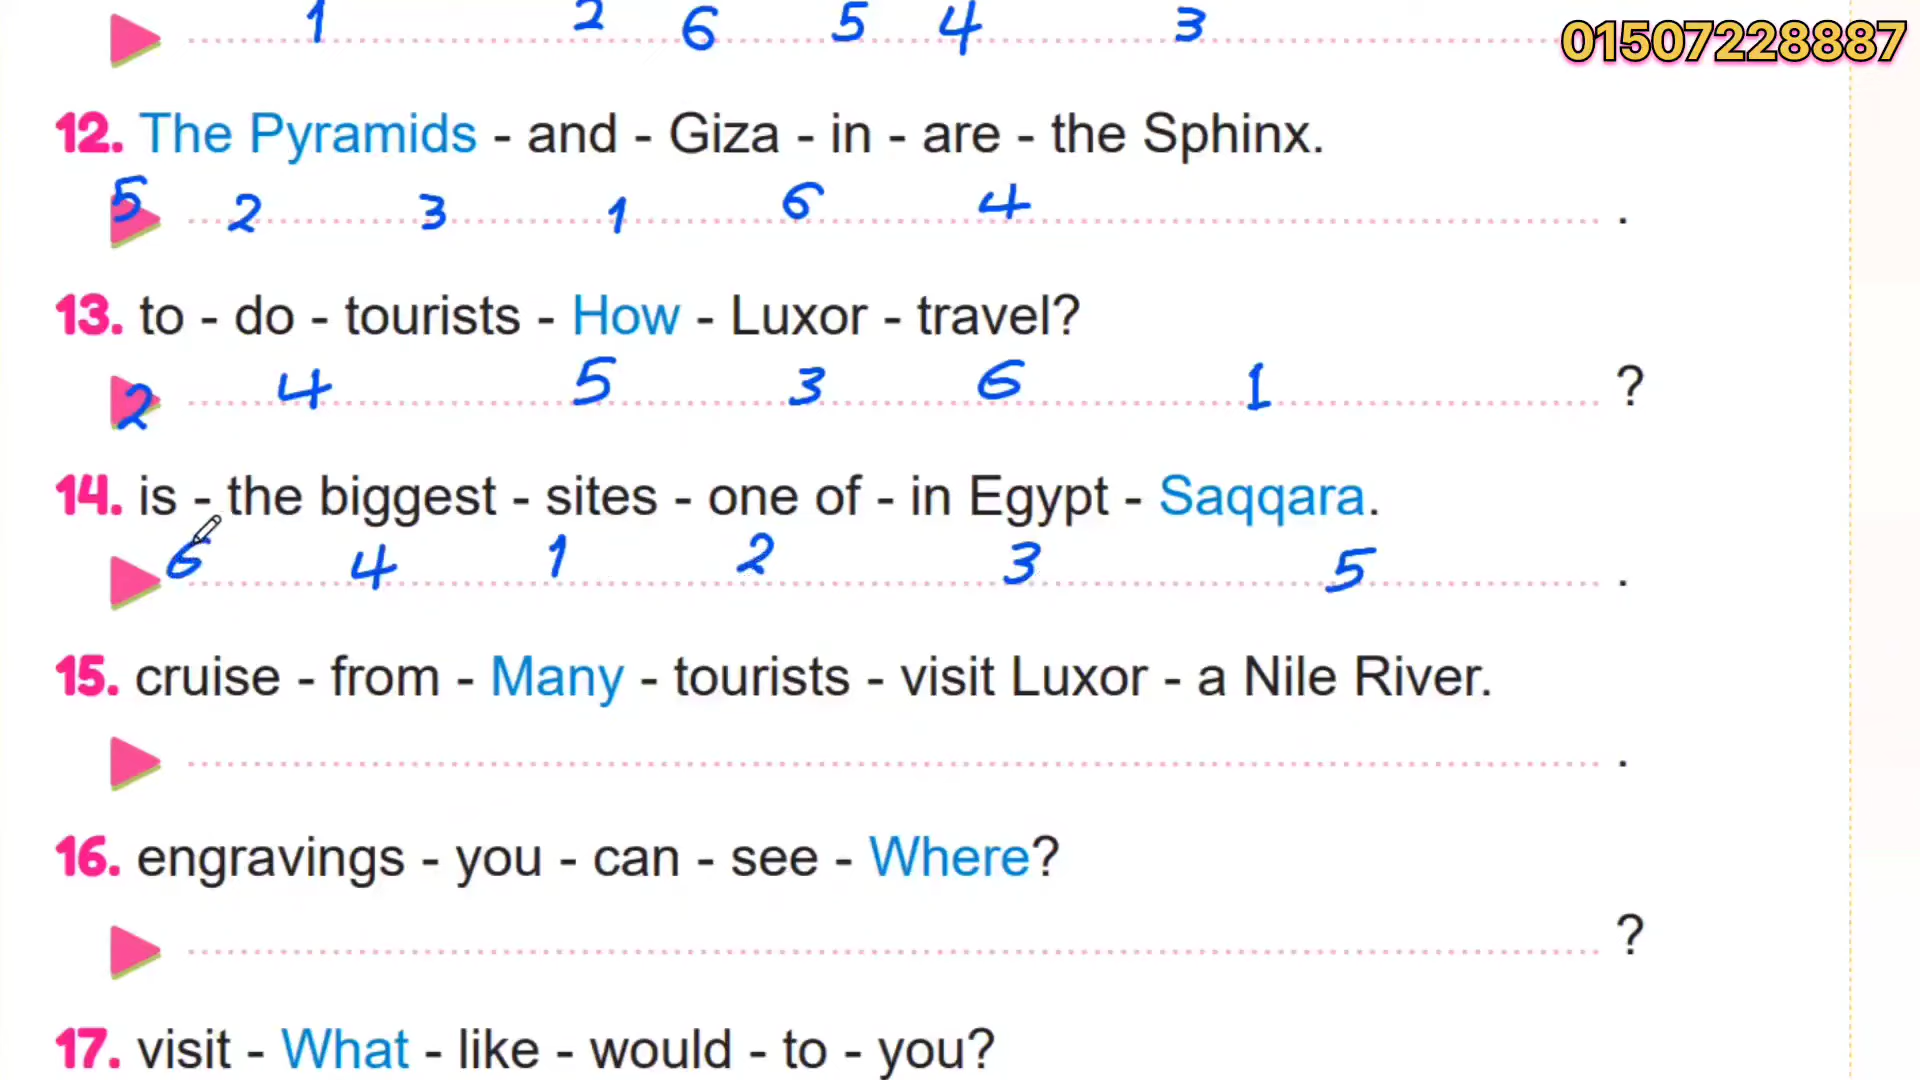 1 2 6 5 4 3
01507228887
12. The Pyramids - and - Giza - in - are - the Sphinx.
5 2 3 1 6 4 .
13. to - do - tourists - How - Luxor - travel?
2 4 5 3 6 1 ?
14. is - the biggest - sites - one of - in Egypt - Saqqara.
6 4 1 2 3 5 .
15. cruise - from - Many - tourists - visit Luxor - a Nile River.
.
16. engravings - you - can - see - Where?
?
17. visit - What - like - would - to - you?